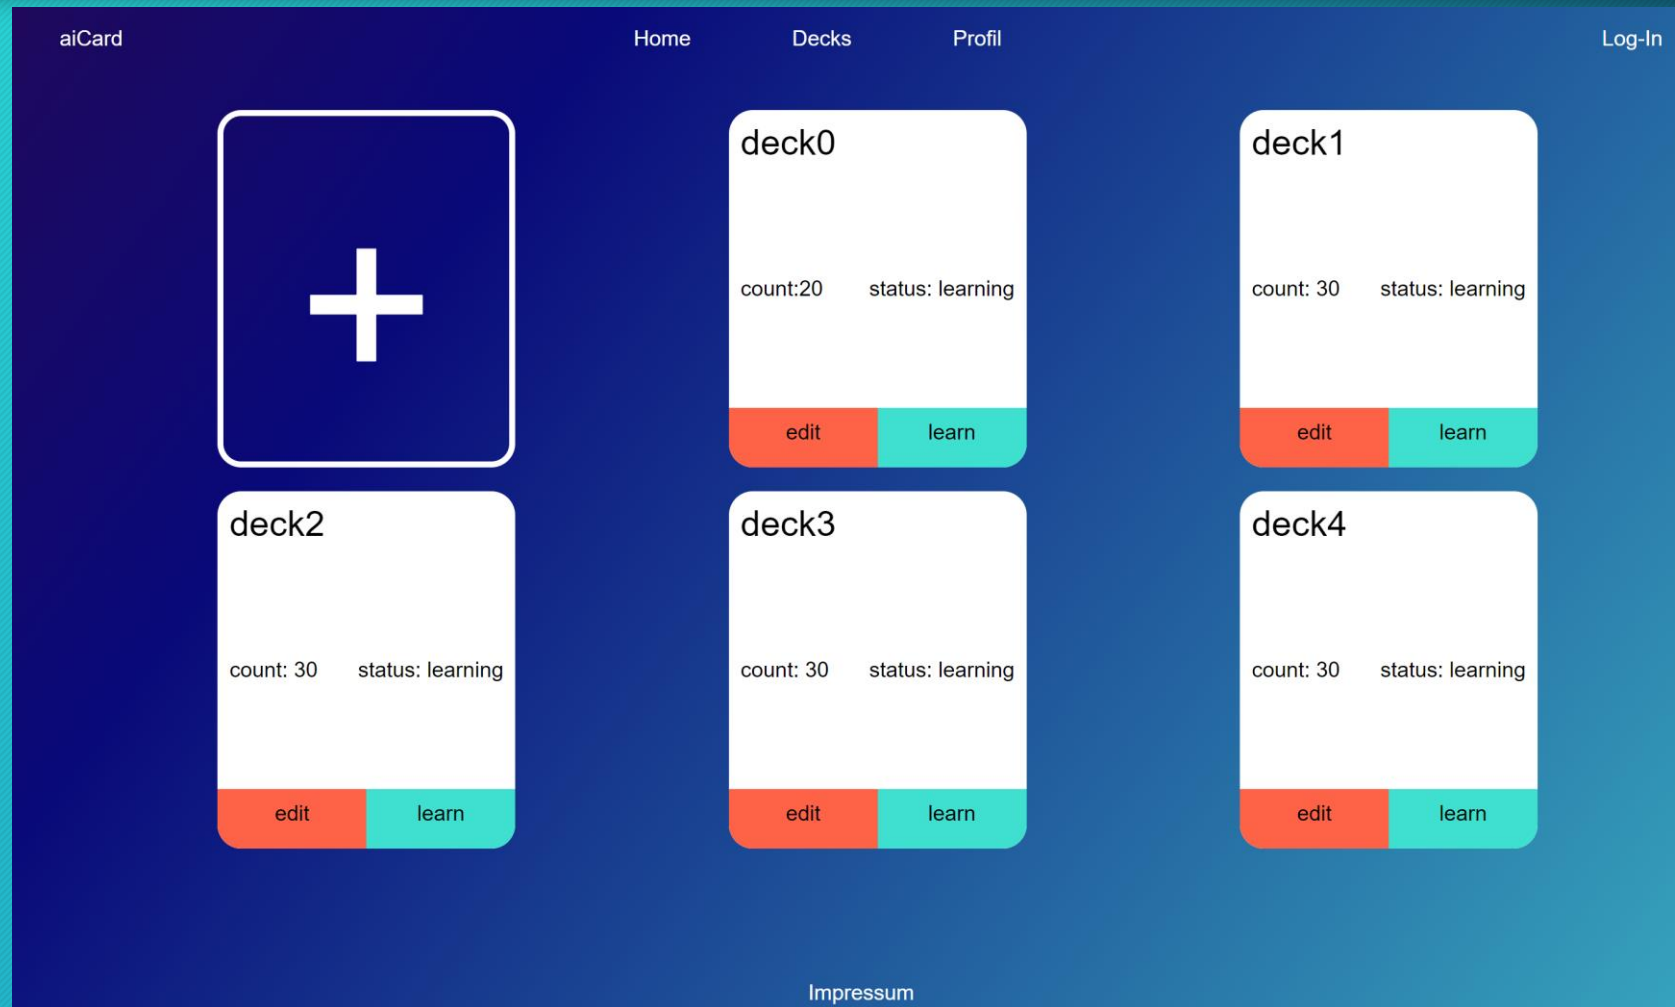 aiCard Home Decks Profil Log-In
+
deck0
count:20 status: learning
edit learn
deck1
count: 30 status: learning
edit learn
deck2
count: 30 status: learning
edit learn
deck3
count: 30 status: learning
edit learn
deck4
count: 30 status: learning
edit learn
Impressum